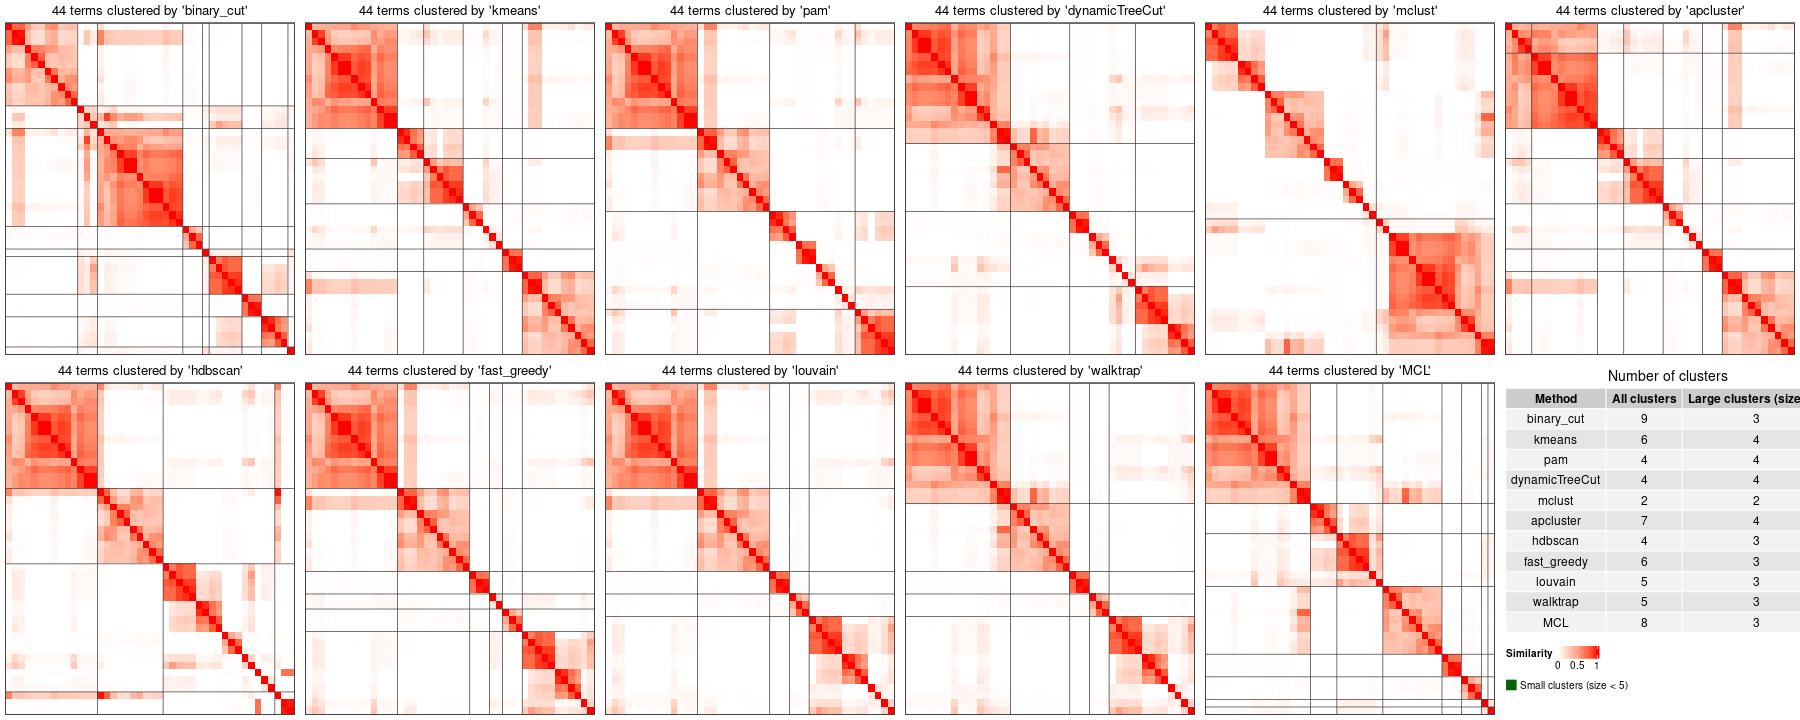 44 terms clustered by 'binary_cut'
44 terms clustered by 'kmeans'
44 terms clustered by 'pam'
44 terms clustered by 'dynamicTreeCut'
44 terms clustered by 'mclust'
44 terms clustered by 'apcluster'
44 terms clustered by 'hdbscan'
44 terms clustered by 'fast_greedy'
44 terms clustered by 'louvain'
44 terms clustered by 'walktrap'
44 terms clustered by 'MCL'
Number of clusters
Method All clusters Large clusters (size
binary_cut 9 3
kmeans 6 4
pam 4 4
dynamicTreeCut 4 4
mclust 2 2
apcluster 7 4
hdbscan 4 3
fast_greedy 6 3
louvain 5 3
walktrap 5 3
MCL 8 3
Similarity
0 0.5 1
Small clusters (size < 5)